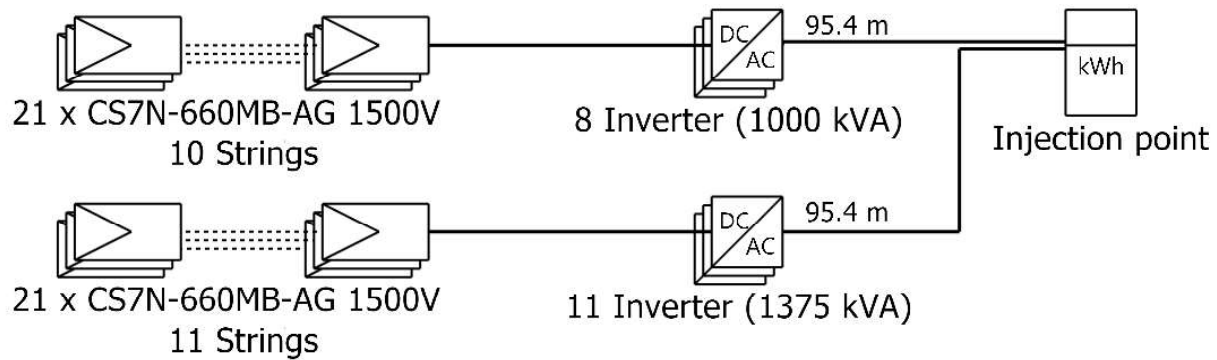 DC
AC
95.4 m
kWh
21 x CS7N-660MB-AG 1500V
10 Strings
8 Inverter (1000 kVA)
Injection point
DC
AC
95.4 m
21 x CS7N-660MB-AG 1500V
11 Strings
11 Inverter (1375 kVA)